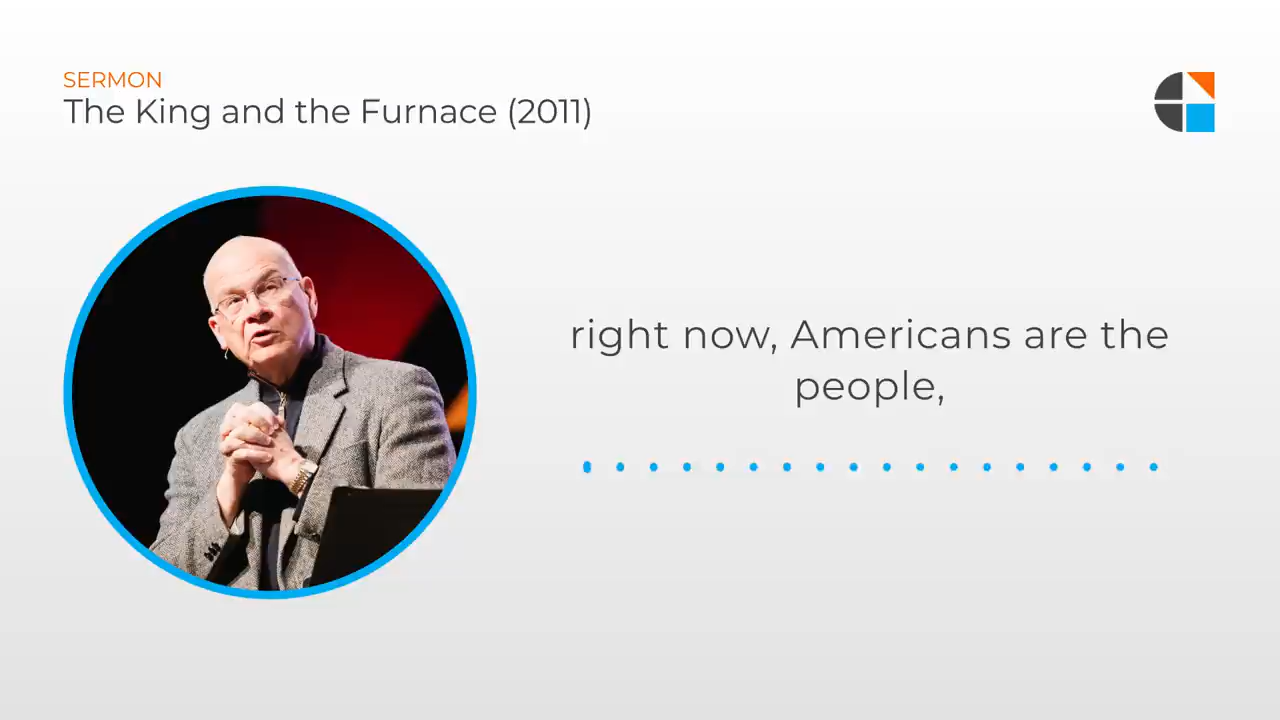 SERMON
The King and the Furnace (2011)
right now, Americans are the
people,